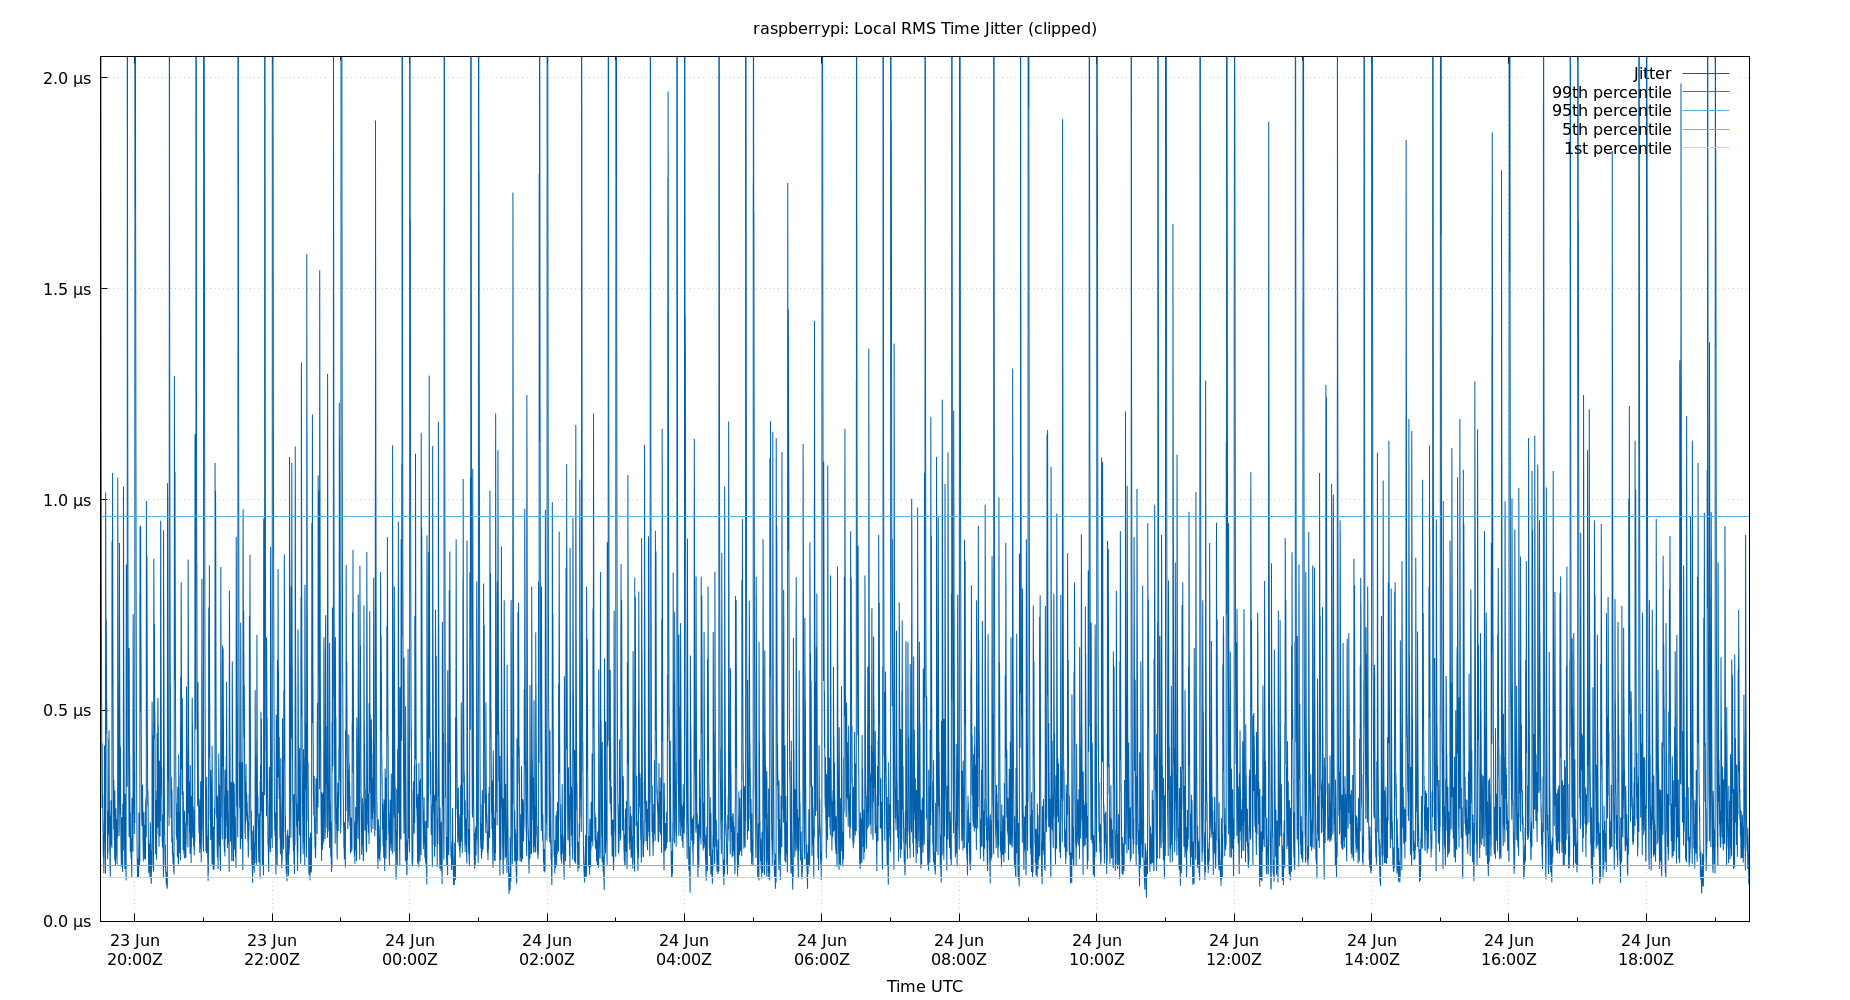 raspberrypi: Local RMS Time Jitter (clipped)
2.0 µs
1.5 µs
1.0 µs
0.5 µs
0.0 µs
Jitter
99th percentile
95th percentile
5th percentile
1st percentile
23 Jun 23 Jun 24 Jun 24 Jun 24 Jun 24 Jun 24 Jun 24 Jun 24 Jun 24 Jun 24 Jun 24 Jun
20:00Z 22:00Z 00:00Z 02:00Z 04:00Z 06:00Z 08:00Z 10:00Z 12:00Z 14:00Z 16:00Z 18:00Z
Time UTC